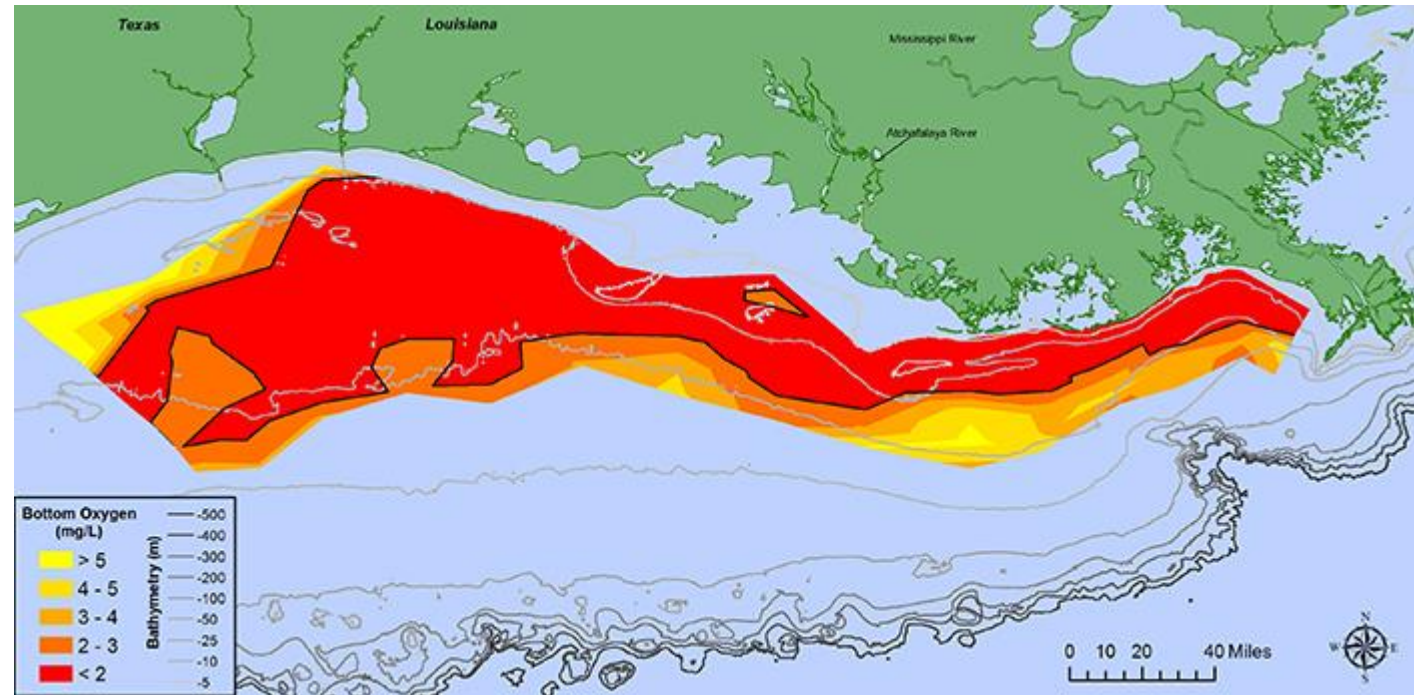 Texas
Louisiana
Mississippi River
Atchafalaya River
Bottom Oxygen
(mg/L)
> 5
4 - 5
3 - 4
2 - 3
< 2
Bathymetry (m)
-500
-400
-300
-200
-100
-50
-25
-10
-5
0 10 20 40 Miles
N
W E
S